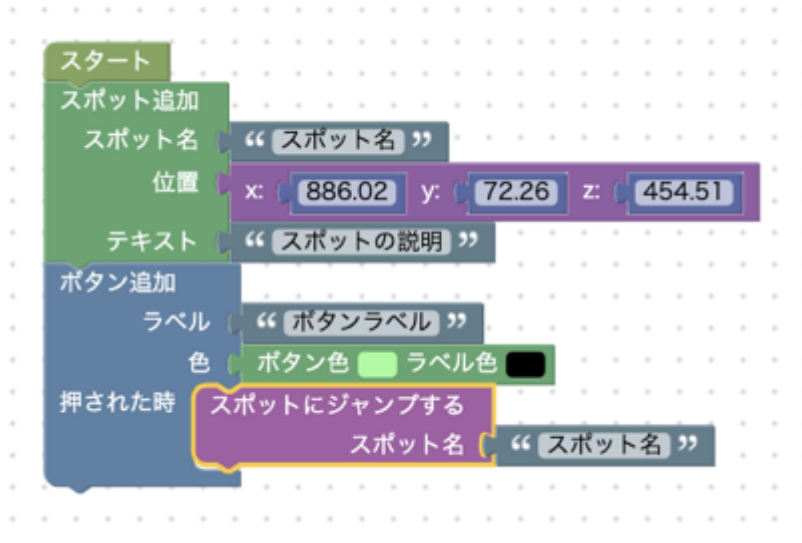 スタート
スポット追加
スポット名 “ スポット名 ”
位置 x: 886.02 y: 72.26 z: 454.51
テキスト “ スポットの説明 ”
ボタン追加
ラベル “ ボタンラベル ”
色 ボタン色 ラベル色
押された時 スポットにジャンプする
スポット名 “ スポット名 ”